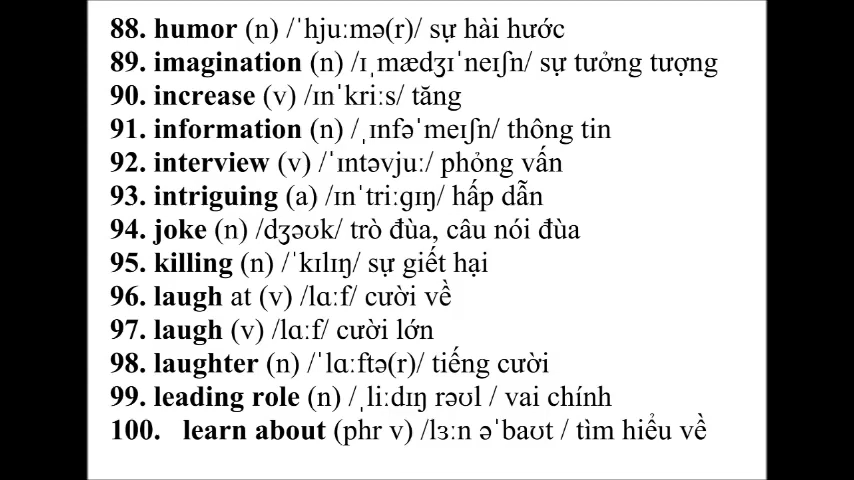 88. humor (n) /ˈhjuːmə(r)/ sự hài hước
89. imagination (n) /ɪˌmædʒɪˈneɪʃn/ sự tưởng tượng
90. increase (v) /ɪnˈkriːs/ tăng
91. information (n) /ˌɪnfəˈmeɪʃn/ thông tin
92. interview (v) /ˈɪntəvjuː/ phỏng vấn
93. intriguing (a) /ɪnˈtriːɡɪŋ/ hấp dẫn
94. joke (n) /dʒəʊk/ trò đùa, câu nói đùa
95. killing (n) /ˈkɪlɪŋ/ sự giết hại
96. laugh at (v) /lɑːf/ cười về
97. laugh (v) /lɑːf/ cười lớn
98. laughter (n) /ˈlɑːftə(r)/ tiếng cười
99. leading role (n) /ˌliːdɪŋ rəʊl / vai chính
100. learn about (phr v) /lɜːn əˈbaʊt / tìm hiểu về